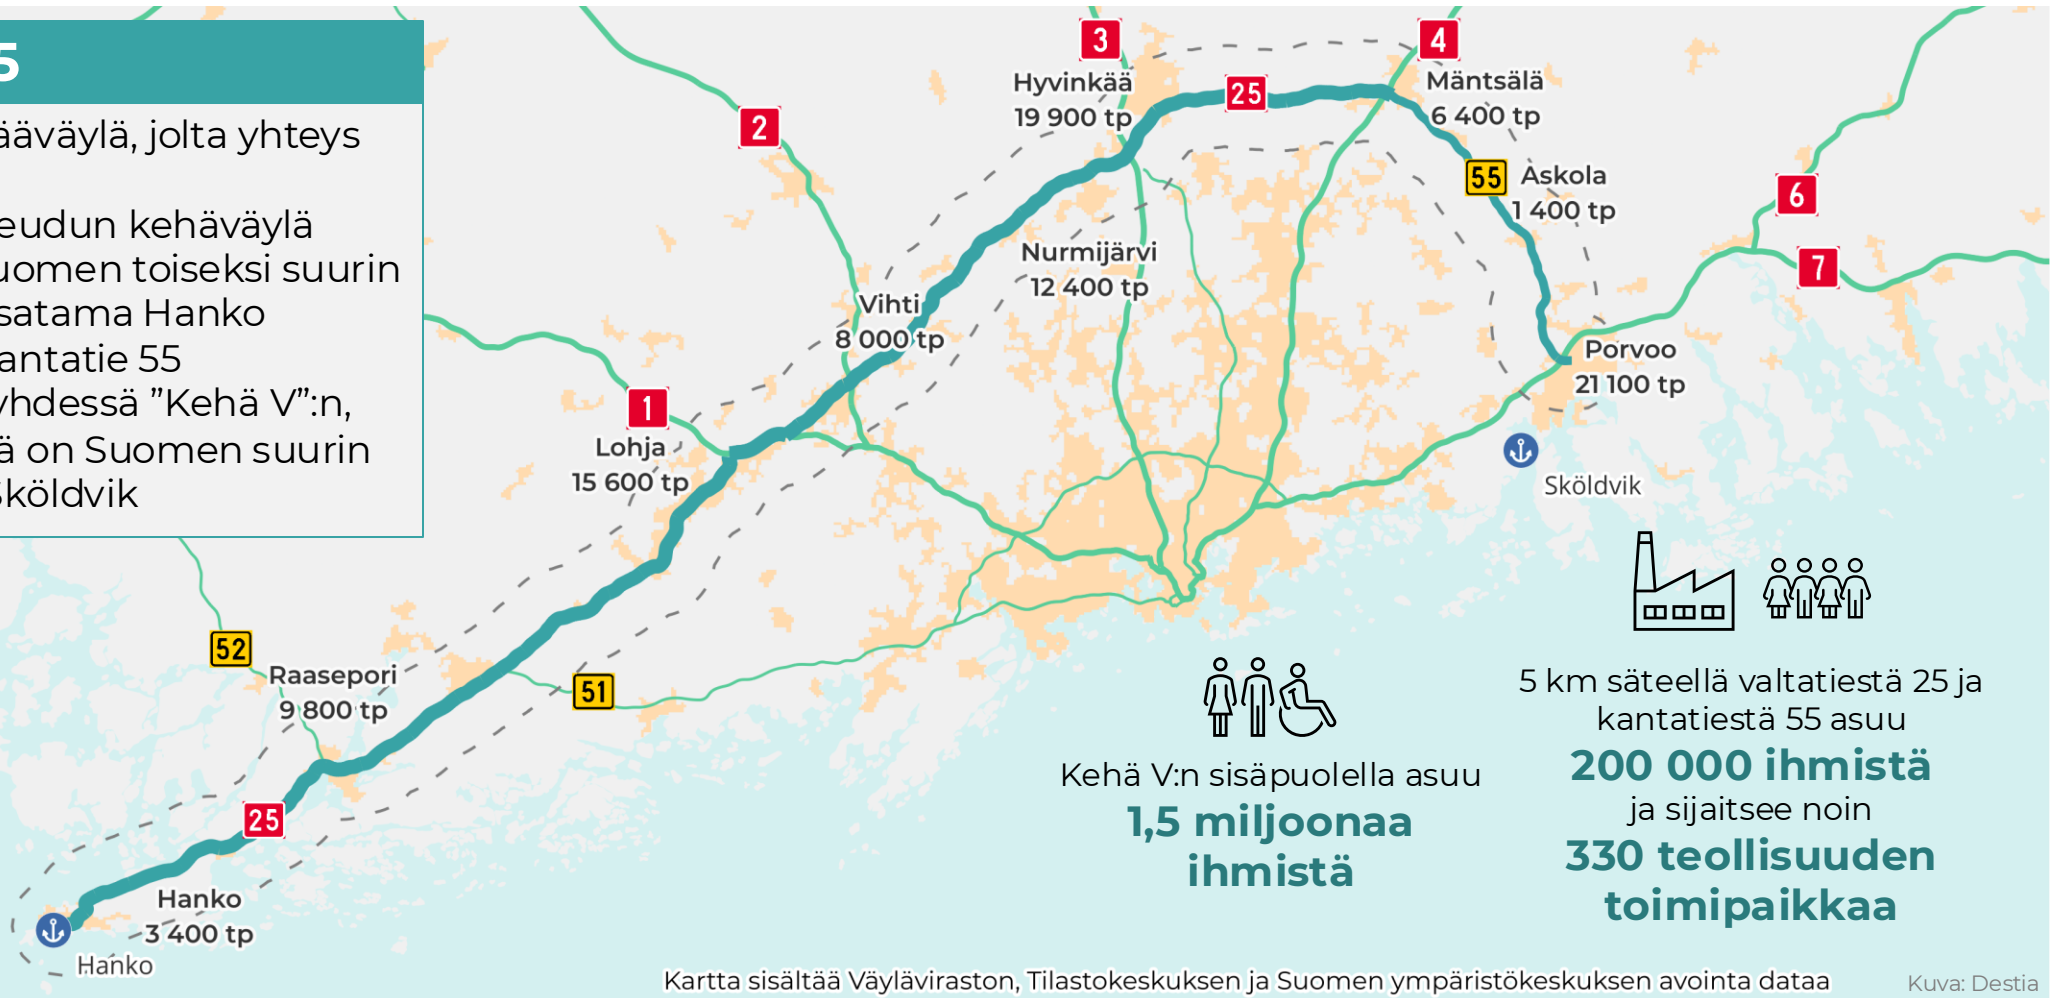 5
ääväylä, jolta yhteys
eudun kehäväylä
uomen toiseksi suurin
satama Hanko
antatie 55
yhdessä ”Kehä V”:n,
ä on Suomen suurin
Sköldvik
3
4
Hyvinkää
19 900 tp
25
Mäntsälä
6 400 tp
2
55
Askola
1 400 tp
6
Nurmijärvi
12 400 tp
7
Vihti
8 000 tp
Porvoo
21 100 tp
1
Lohja
15 600 tp
Sköldvik
52
Raasepori
9 800 tp
51
25
Hanko
3 400 tp
Hanko
Kehä V:n sisäpuolella asuu
1,5 miljoonaa
ihmistä
5 km säteellä valtatiestä 25 ja
kantatiestä 55 asuu
200 000 ihmistä
ja sijaitsee noin
330 teollisuuden
toimipaikkaa
Kartta sisältää Väyläviraston, Tilastokeskuksen ja Suomen ympäristökeskuksen avointa dataa
Kuva: Destia